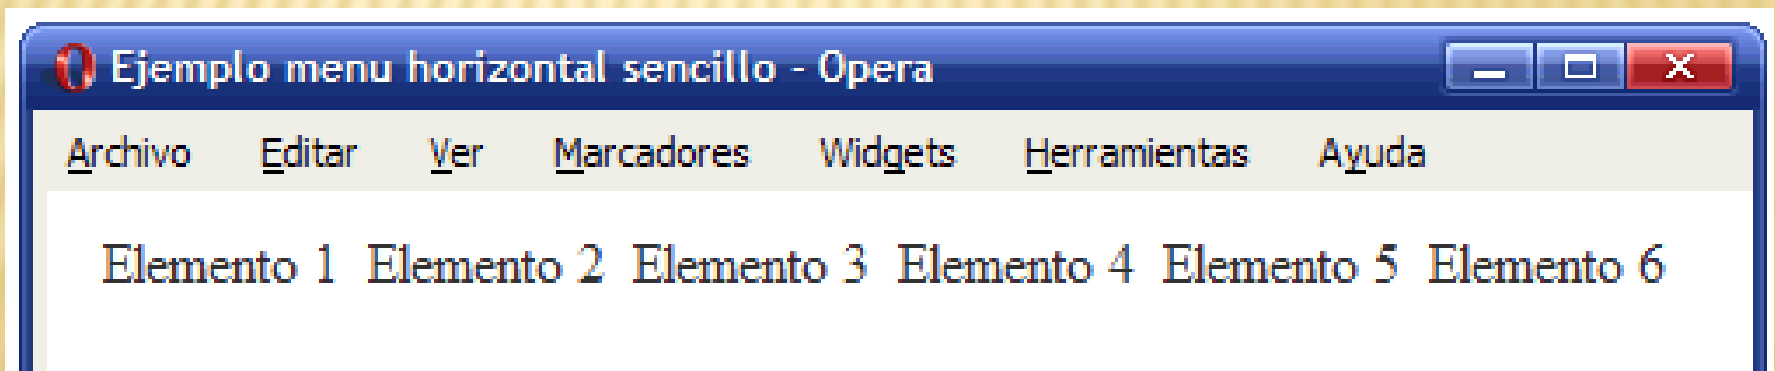 Ejemplo menu horizontal sencillo - Opera
Archivo Editar Ver Marcadores Widgets Herramientas Ayuda
Elemento 1 Elemento 2 Elemento 3 Elemento 4 Elemento 5 Elemento 6